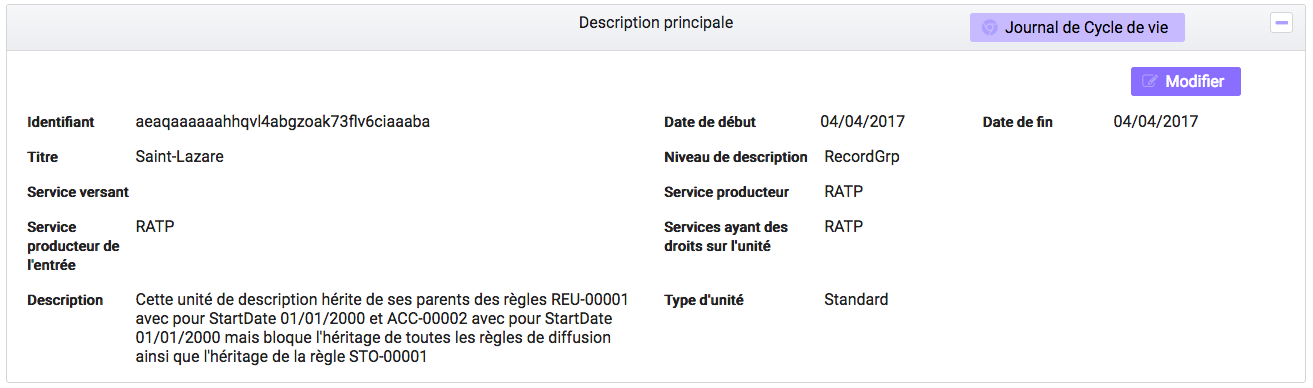 Description principale
Journal de Cycle de vie
Modifier
Identifiant aeaqaaaaaahhqvl4abgzoak73flv6ciaaaba Date de début 04/04/2017 Date de fin 04/04/2017
Titre Saint-Lazare Niveau de description RecordGrp
Service versant Service producteur RATP
Service RATP Services ayant des RATP
producteur de droits sur l'unité
l'entrée
Description Cette unité de description hérite de ses parents des règles REU-00001 Type d'unité Standard
avec pour StartDate 01/01/2000 et ACC-00002 avec pour StartDate
01/01/2000 mais bloque l'héritage de toutes les règles de diffusion
ainsi que l'héritage de la règle STO-00001